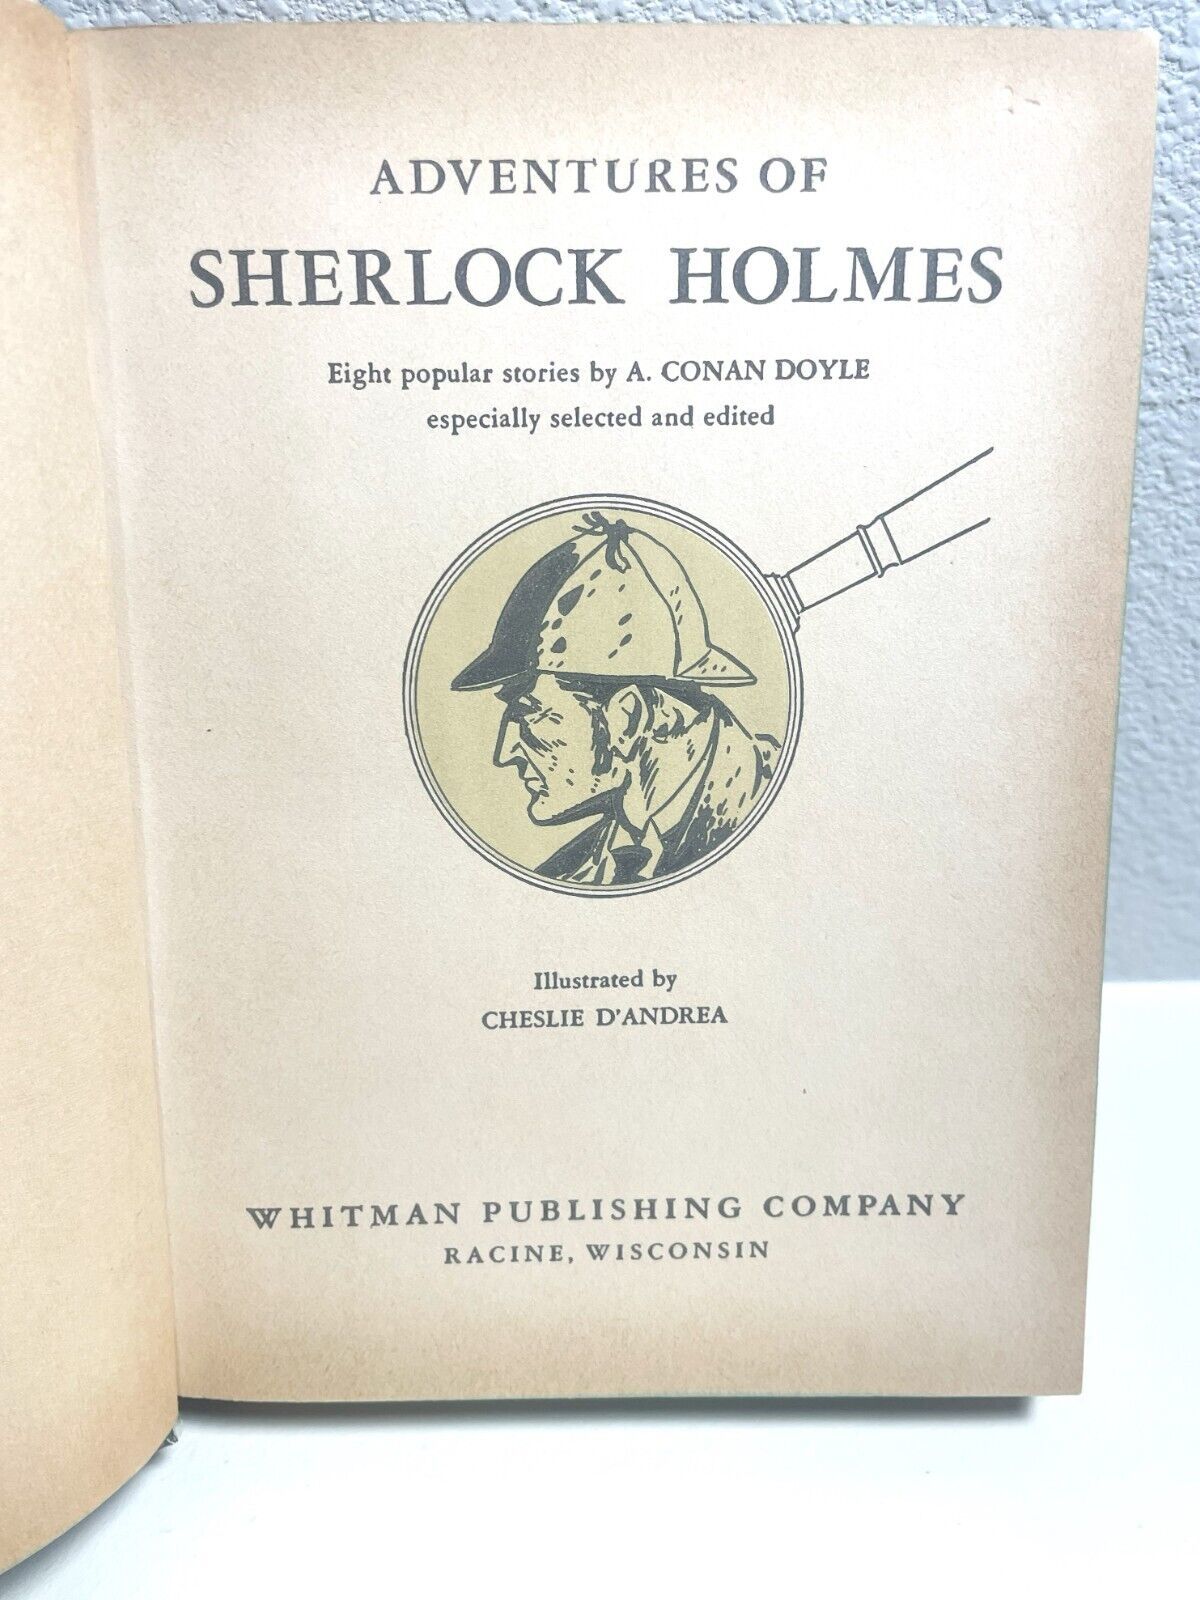 ADVENTURES OF
SHERLOCK HOLMES
Eight popular stories by A. CONAN DOYLE
especially selected and edited
Illustrated by
CHESLIE D'ANDREA
WHITMAN PUBLISHING COMPANY
RACINE, WISCONSIN